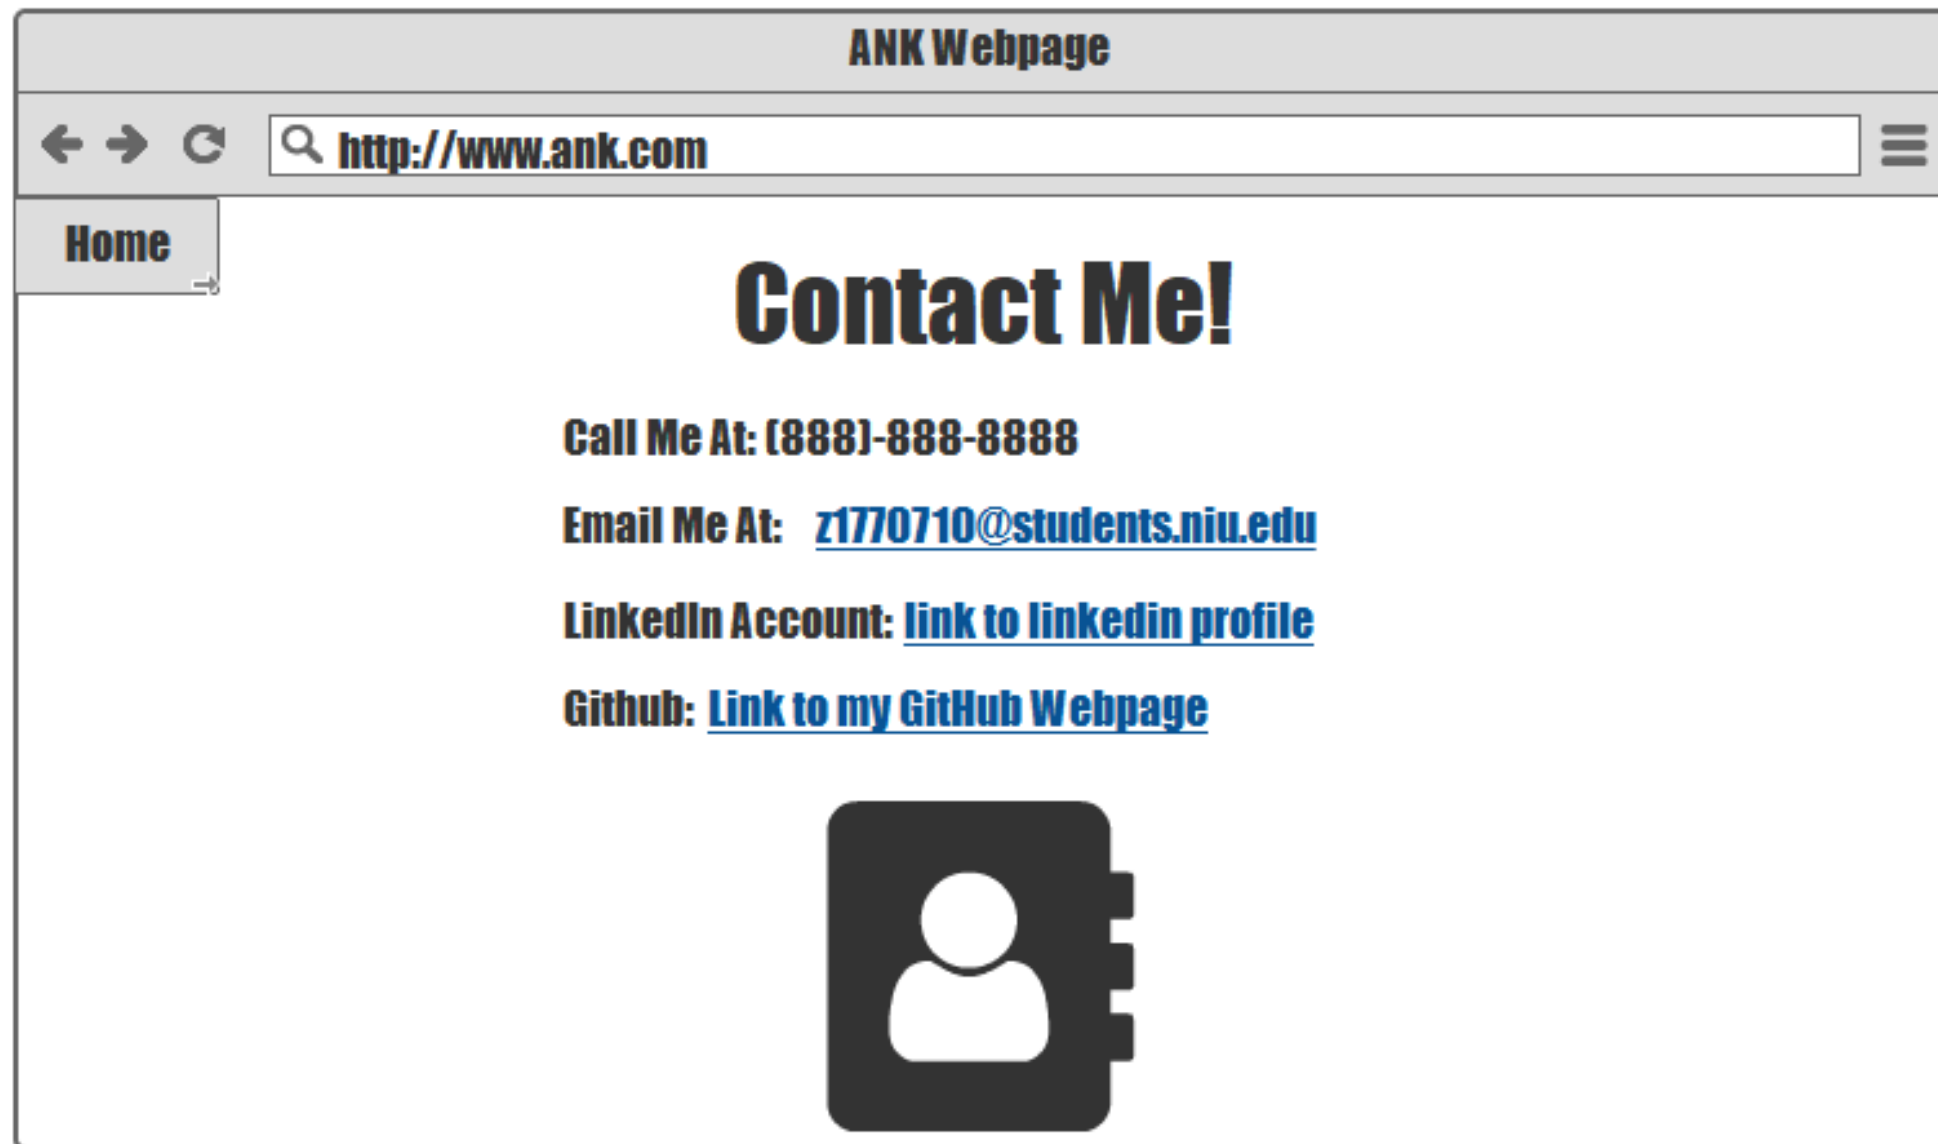 ANK Webpage
http://www.ank.com
Home
Contact Me!
Call Me At: (888)-888-8888
Email Me At: z1770710@students.niu.edu
LinkedIn Account: link to linkedin profile
Github: Link to my GitHub Webpage